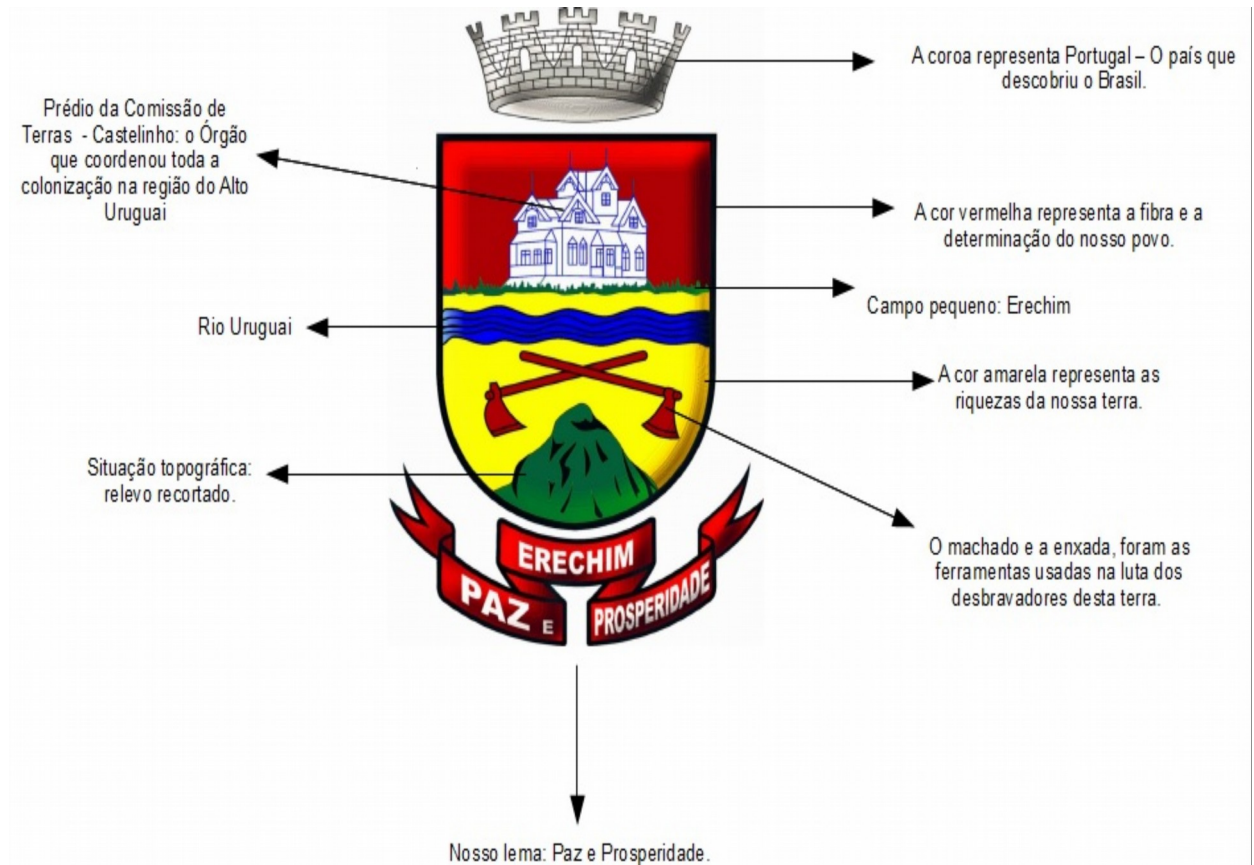 A coroa representa Portugal – O país que
descobriu o Brasil.
Prédio da Comissão de
Terras - Castelinho: o Órgão
que coordenou toda a
colonização na região do Alto
Uruguai
A cor vermelha representa a fibra e a
determinação do nosso povo.
Campo pequeno: Erechim
Rio Uruguai
A cor amarela representa as
riquezas da nossa terra.
Situação topográfica:
relevo recortado.
O machado e a enxada, foram as
ferramentas usadas na luta dos
desbravadores desta terra.
ERECHIM
PAZ E PROSPERIDADE
Nosso lema: Paz e Prosperidade.